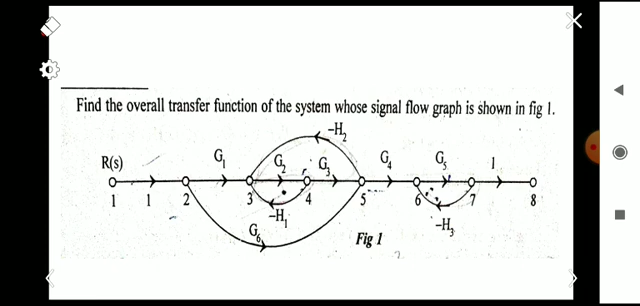 Find the overall transfer function of the system whose signal flow graph is shown in fig 1.
-H₂
R(s) G₁ G₂ G₃ G₄ G₅ 1
1 1 2 3 4 5 6 7 8
-H₁ -H₃
G₆
Fig 1